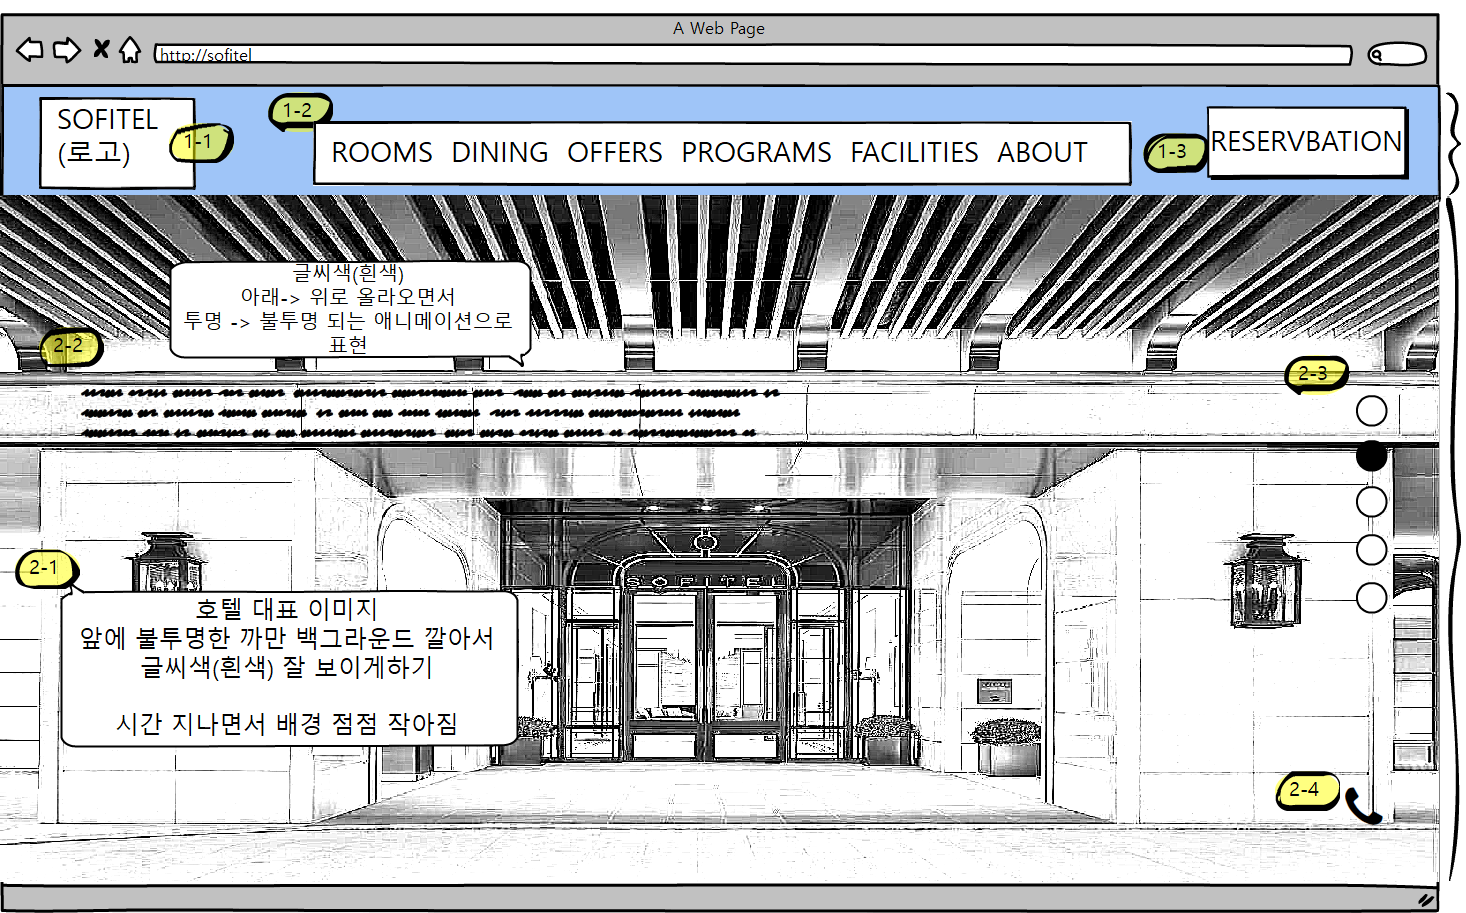 A Web Page
http://sofitel
SOFITEL
(로고)
1-1
1-2
ROOMS DINING OFFERS PROGRAMS FACILITIES ABOUT
1-3
RESERVBATION
글씨색(흰색)
아래-> 위로 올라오면서
투명 -> 불투명 되는 애니메이션으로
표현
2-2
2-3
2-1
호텔 대표 이미지
앞에 불투명한 까만 백그라운드 깔아서
글씨색(흰색) 잘 보이게하기
시간 지나면서 배경 점점 작아짐
SOFITEL
2-4